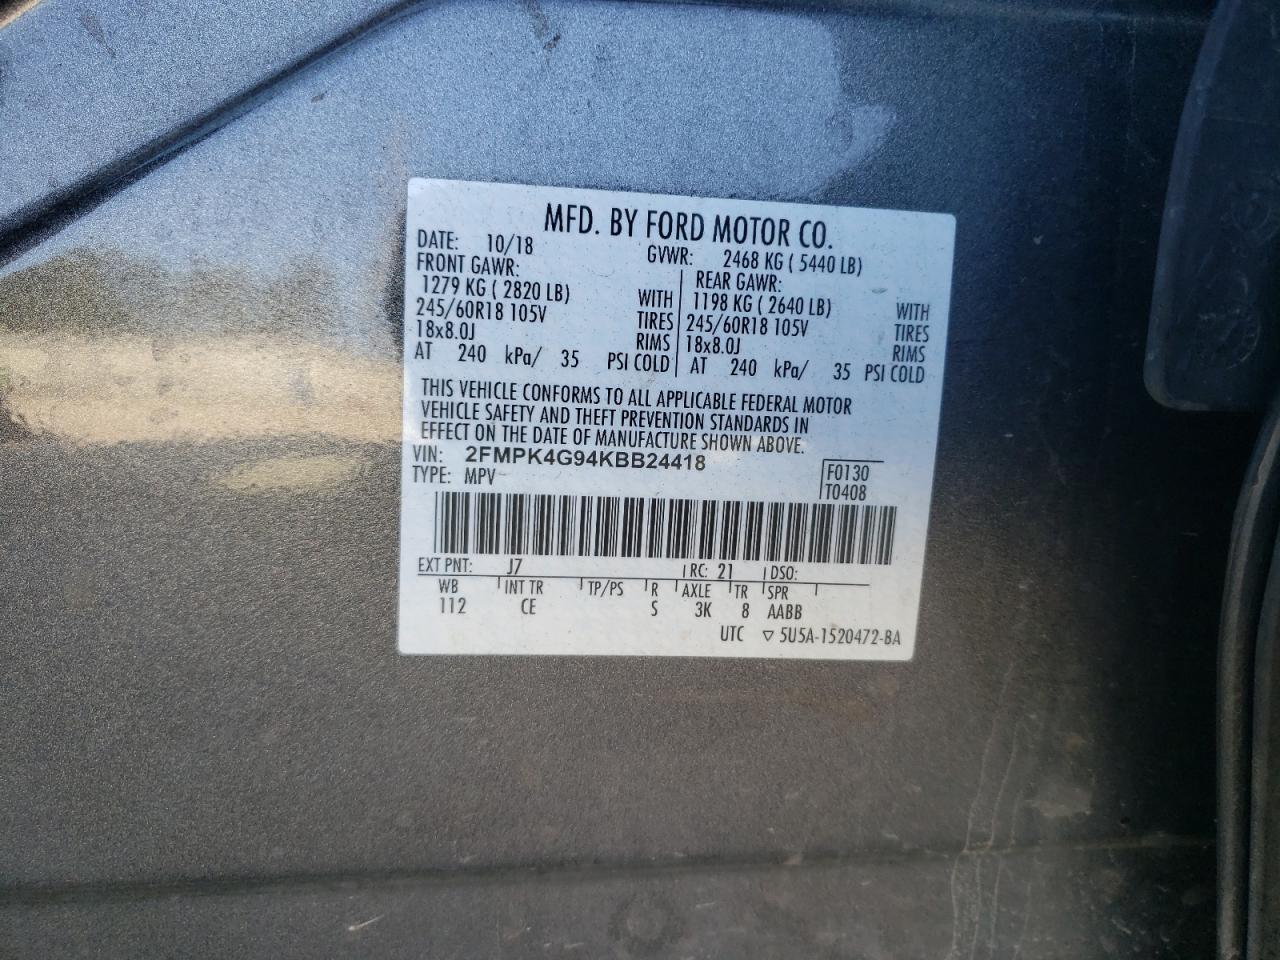 MFD. BY FORD MOTOR CO.
DATE: 10/18 GVWR: 2468 KG ( 5440 LB)
FRONT GAWR: REAR GAWR:
1279 KG ( 2820 LB) WITH 1198 KG ( 2640 LB) WITH
245/60R18 105V TIRES 245/60R18 105V TIRES
18x8.0J RIMS 18x8.0J RIMS
AT 240 kPa/ 35 PSI COLD AT 240 kPa/ 35 PSI COLD
THIS VEHICLE CONFORMS TO ALL APPLICABLE FEDERAL MOTOR
VEHICLE SAFETY AND THEFT PREVENTION STANDARDS IN
EFFECT ON THE DATE OF MANUFACTURE SHOWN ABOVE.
VIN: 2FMPK4G94KBB24418 F0130
TYPE: MPV T0408
EXT PNT: J7 RC: 21 DSO:
WB INT TR TP/PS R AXLE TR SPR
112 CE S 3K 8 AABB
UTC ▽ 5U5A-1520472-BA